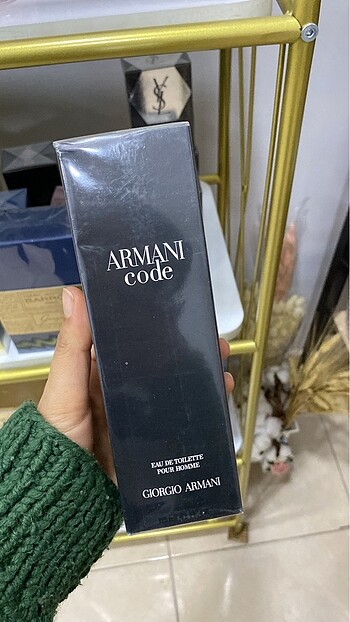 YSL
ARMANI
code
EAU DE TOILETTE
POUR HOMME
GIORGIO ARMANI